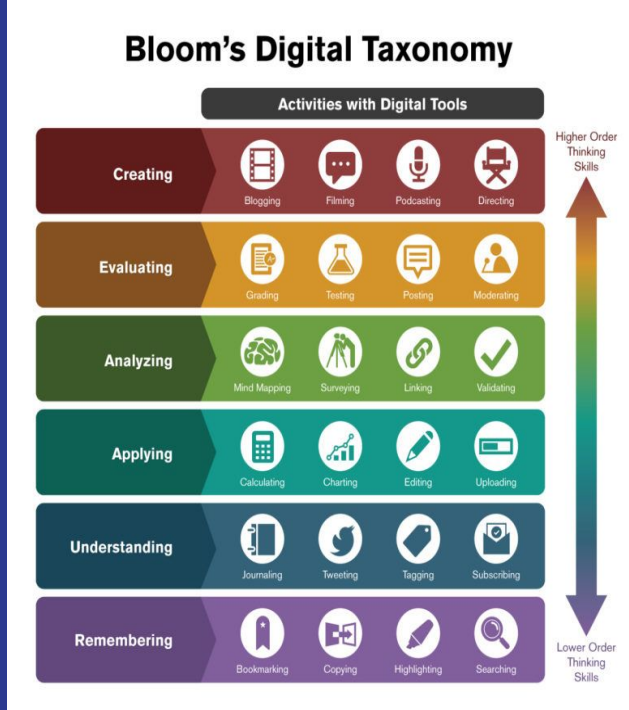 Bloom's Digital Taxonomy
Activities with Digital Tools
Higher Order
Thinking
Skills
Creating
Blogging
Filming
Podcasting
Directing
Evaluating
Grading
Testing
Posting
Moderating
Analyzing
Mind Mapping
Surveying
Linking
Validating
Applying
Calculating
Charting
Editing
Uploading
Understanding
Journaling
Tweeting
Tagging
Subscribing
Remembering
Bookmarking
Copying
Highlighting
Searching
Lower Order
Thinking
Skills